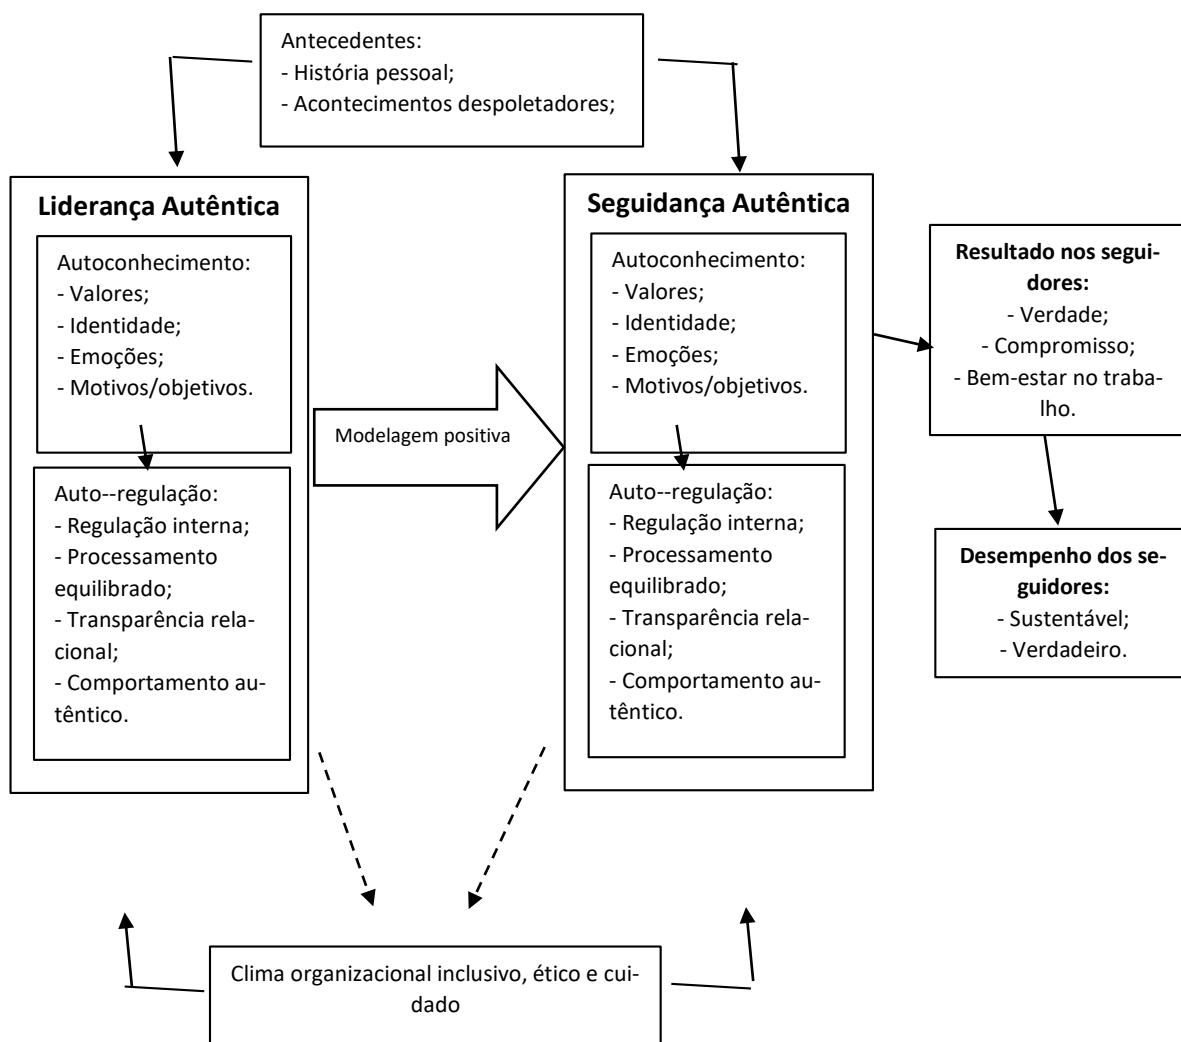 Antecedentes:
- História pessoal;
- Acontecimentos despoletadores;
Liderança Autêntica
Autoconhecimento:
- Valores;
- Identidade;
- Emoções;
- Motivos/objetivos.
Auto--regulação:
- Regulação interna;
- Processamento
equilibrado;
- Transparência rela-
cional;
- Comportamento au-
têntico.
Modelagem positiva
Seguidança Autêntica
Autoconhecimento:
- Valores;
- Identidade;
- Emoções;
- Motivos/objetivos.
Auto--regulação:
- Regulação interna;
- Processamento
equilibrado;
- Transparência rela-
cional;
- Comportamento au-
têntico.
Resultado nos segui-
dores:
- Verdade;
- Compromisso;
- Bem-estar no traba-
lho.
Desempenho dos se-
guidores:
- Sustentável;
- Verdadeiro.
Clima organizacional inclusivo, ético e cui-
dado